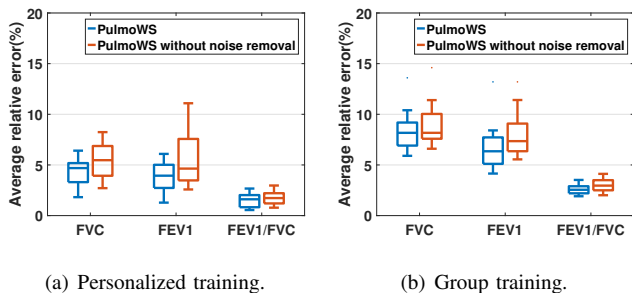 Average relative error(%)
20
15
10
5
0
PulmoWS
PulmoWS without noise removal
FVC
FEV1
FEV1/FVC
(a) Personalized training.
Average relative error(%)
20
15
10
5
0
PulmoWS
PulmoWS without noise removal
FVC
FEV1
FEV1/FVC
(b) Group training.